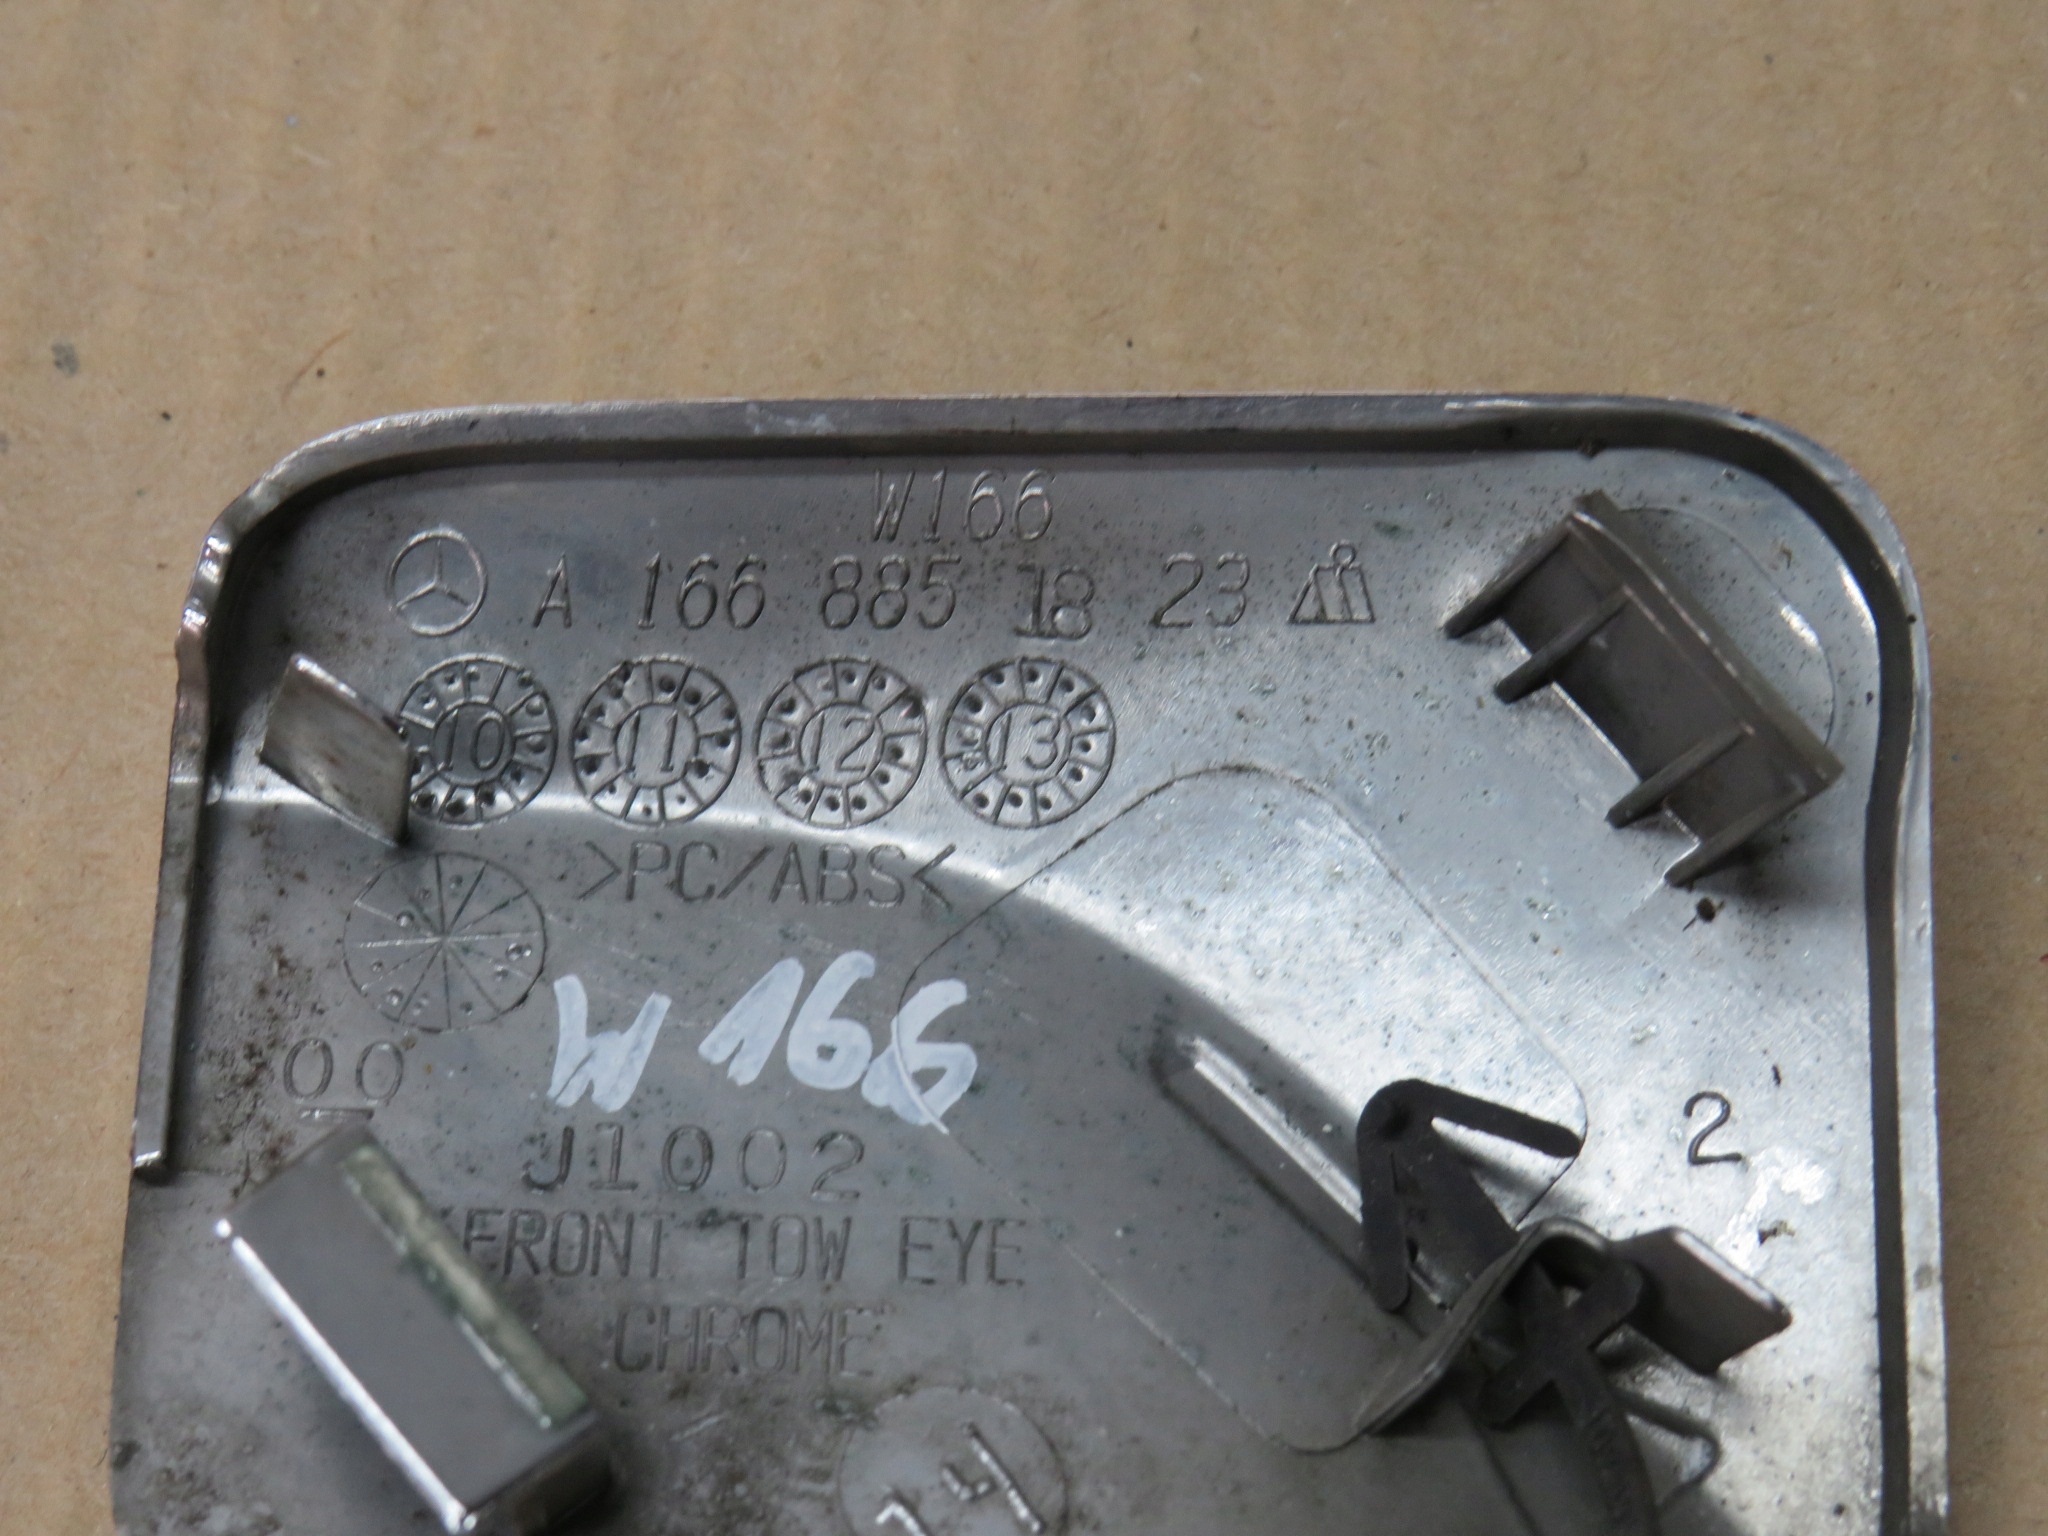 W166
A 166 885 18 23
10 11 12 13
>PC/ABS<
W 166
00
J1002
2
FRONT TOW EYE
CHROME